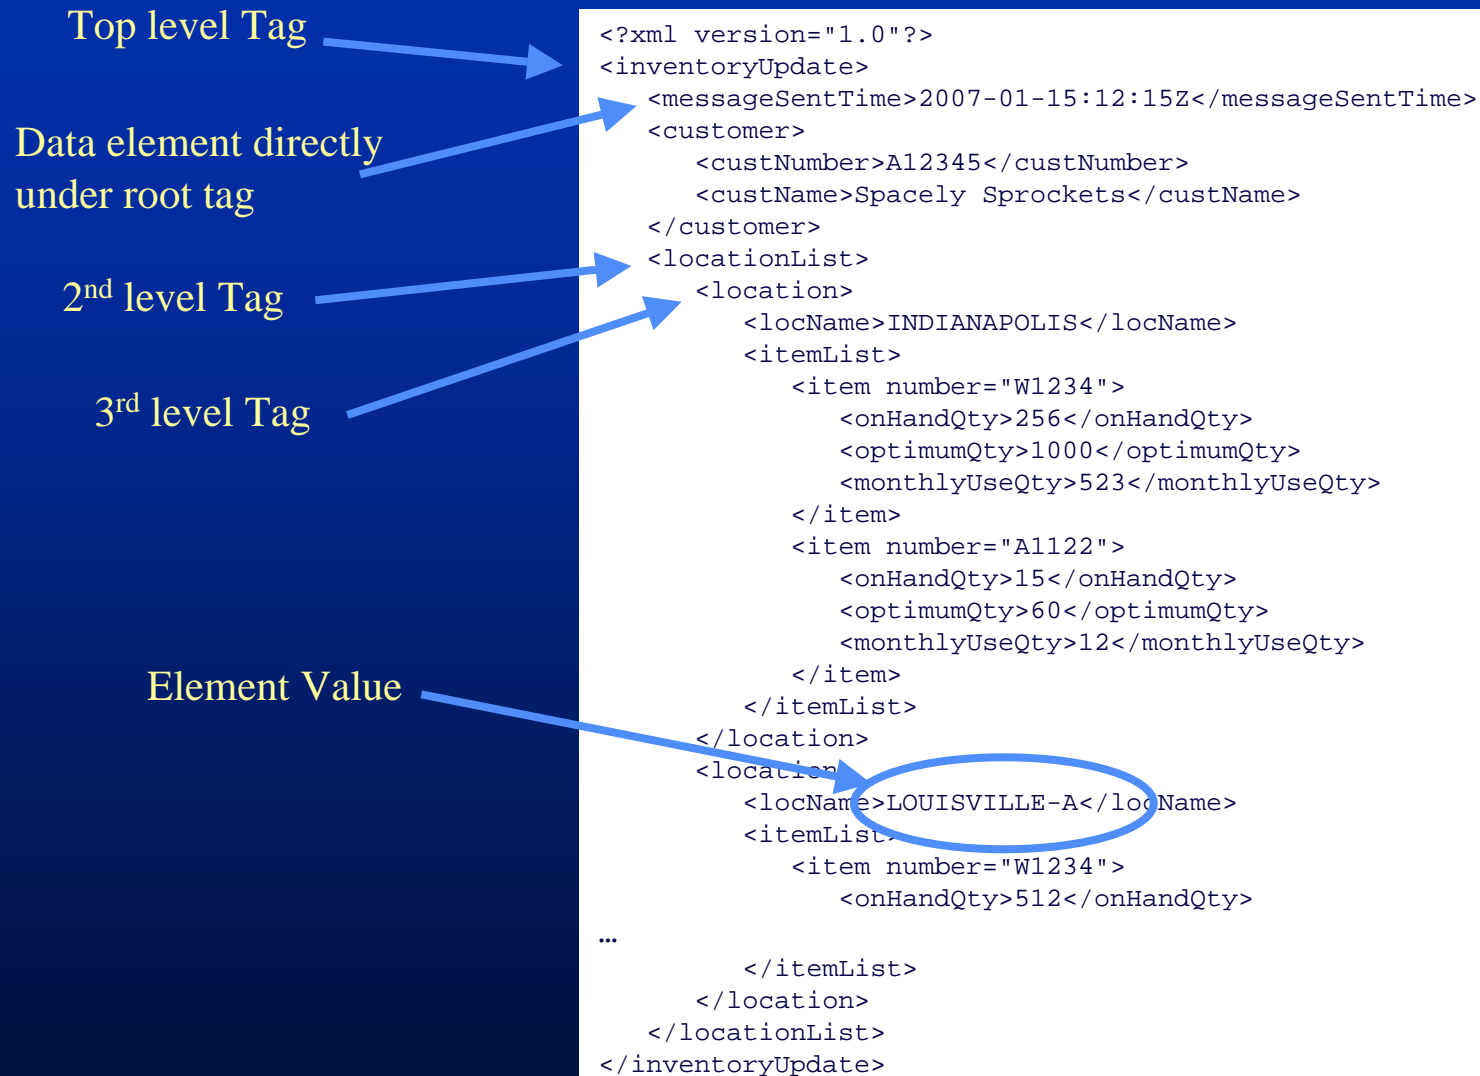 Top level Tag
Data element directly
under root tag
2nd level Tag
3rd level Tag
Element Value
<?xml version="1.0"?>
<inventoryUpdate>
   <messageSentTime>2007-01-15:12:15Z</messageSentTime>
   <customer>
      <custNumber>A12345</custNumber>
      <custName>Spacely Sprockets</custName>
   </customer>
   <locationList>
      <location>
         <locName>INDIANAPOLIS</locName>
         <itemList>
            <item number="W1234">
               <onHandQty>256</onHandQty>
               <optimumQty>1000</optimumQty>
               <monthlyUseQty>523</monthlyUseQty>
            </item>
            <item number="A1122">
               <onHandQty>15</onHandQty>
               <optimumQty>60</optimumQty>
               <monthlyUseQty>12</monthlyUseQty>
            </item>
         </itemList>
      </location>
      <location>
         <locName>LOUISVILLE-A</locName>
         <itemList>
            <item number="W1234">
               <onHandQty>512</onHandQty>
…
         </itemList>
      </location>
   </locationList>
</inventoryUpdate>